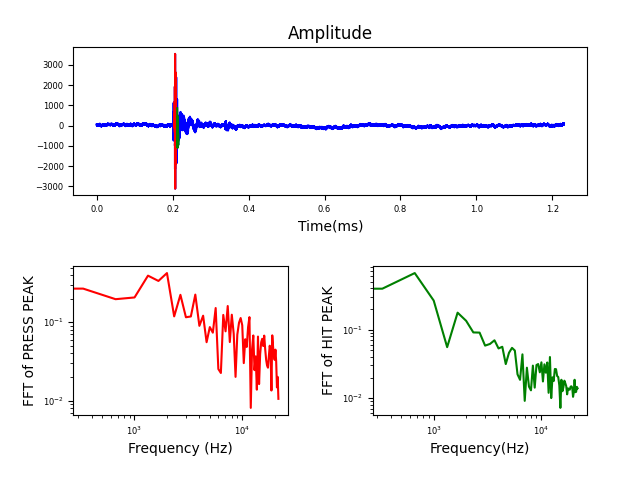 Amplitude
3000
2000
1000
0
−1000
−2000
−3000
0.0 0.2 0.4 0.6 0.8 1.0 1.2
Time(ms)
FFT of PRESS PEAK
10⁻¹
10⁻²
10³ 10⁴
Frequency (Hz)
FFT of HIT PEAK
10⁻¹
10⁻²
10³ 10⁴
Frequency(Hz)